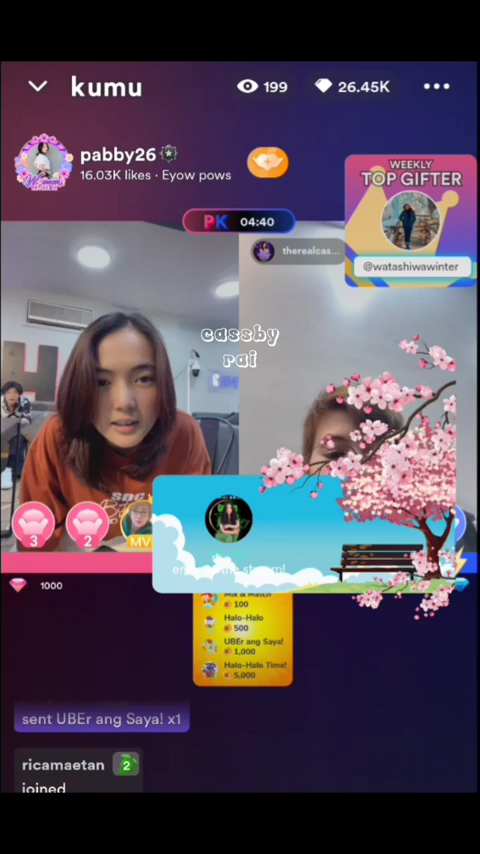 kumu
199
26.45K
pabby26
16.03K likes · Eyow pows
WEEKLY
TOP GIFTER
@watashiwawinter
PK 04:40
therealcas...
cassby
rai
3
2
MV
1000
Mix & Match
100
Halo-Halo
500
UBEr ang Saya!
1,000
Halo-Halo Time!
5,000
sent UBEr ang Saya! x1
ricamaetan 2
joined